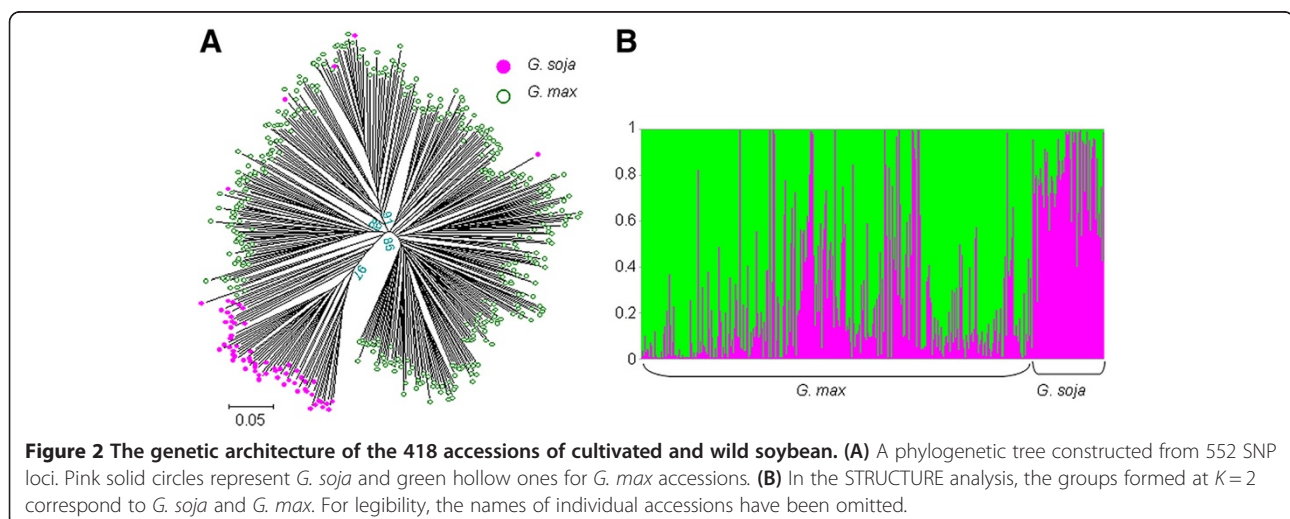 A
B
G. soja
G. max
98
97
0.05
1
0.8
0.6
0.4
0.2
0
G. max
G. soja
Figure 2 The genetic architecture of the 418 accessions of cultivated and wild soybean. (A) A phylogenetic tree constructed from 552 SNP
loci. Pink solid circles represent G. soja and green hollow ones for G. max accessions. (B) In the STRUCTURE analysis, the groups formed at K = 2
correspond to G. soja and G. max. For legibility, the names of individual accessions have been omitted.